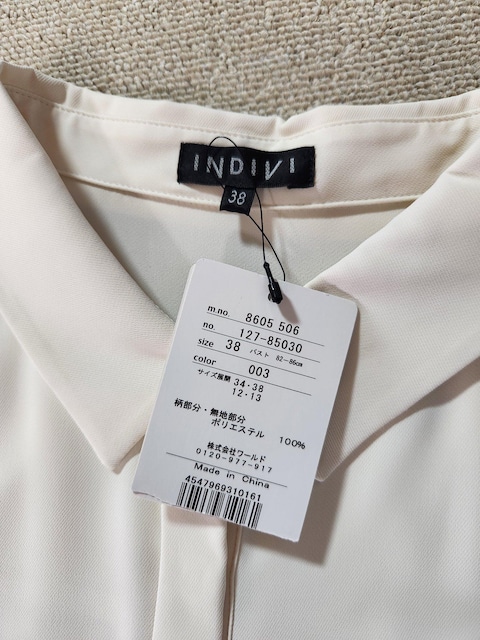 INDIVI
38
m.no. 8605 506
no. 127-85030
size 38 バスト 82-86cm
color 003
サイズ展開 34・38
12・13
柄部分・無地部分
ポリエステル 100%
株式会社ワールド
0120-977-917
Made in China
4547969310161